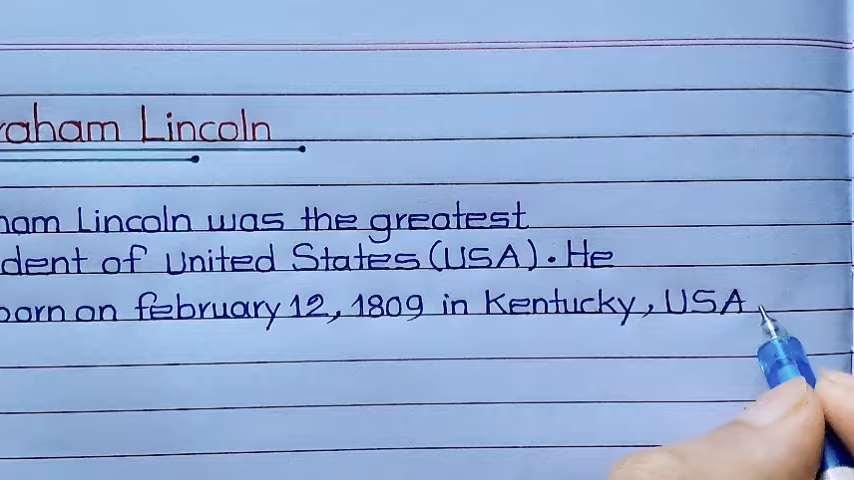 raham Lincoln
ham Lincoln was the greatest
dent of United States (USA). He
born on february 12, 1809 in Kentucky, USA